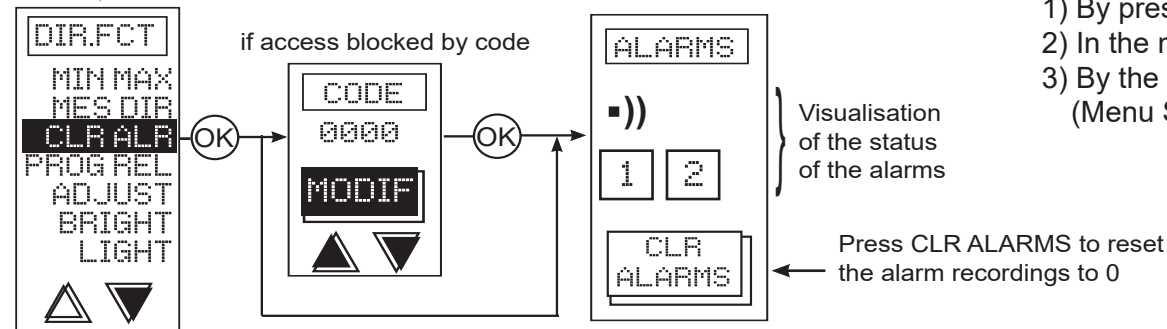 DIR.FCT
MIN MAX
MES DIR
CLR ALR
PROG REL
ADJUST
BRIGHT
LIGHT
OK
if access blocked by code
CODE
0000
MODIF
OK
ALARMS
1 2
CLR
ALARMS
Visualisation
of the status
of the alarms
Press CLR ALARMS to reset
the alarm recordings to 0
1) By pres
2) In the
3) By the
(Menu S